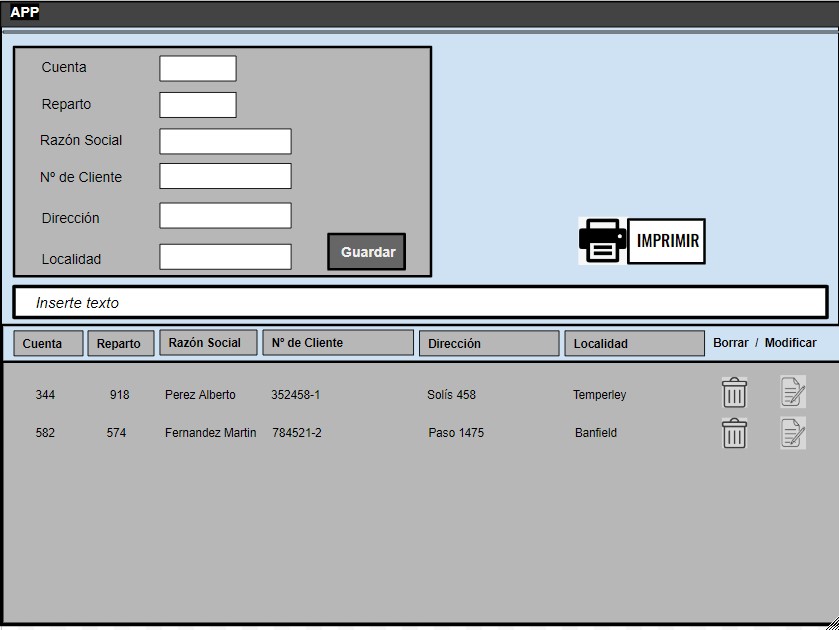 APP
Cuenta
Reparto
Razón Social
Nº de Cliente
Dirección
Localidad
Guardar
IMPRIMIR
Inserte texto
Cuenta Reparto Razón Social Nº de Cliente Dirección Localidad Borrar / Modificar
344 918 Perez Alberto 352458-1 Solís 458 Temperley
582 574 Fernandez Martin 784521-2 Paso 1475 Banfield